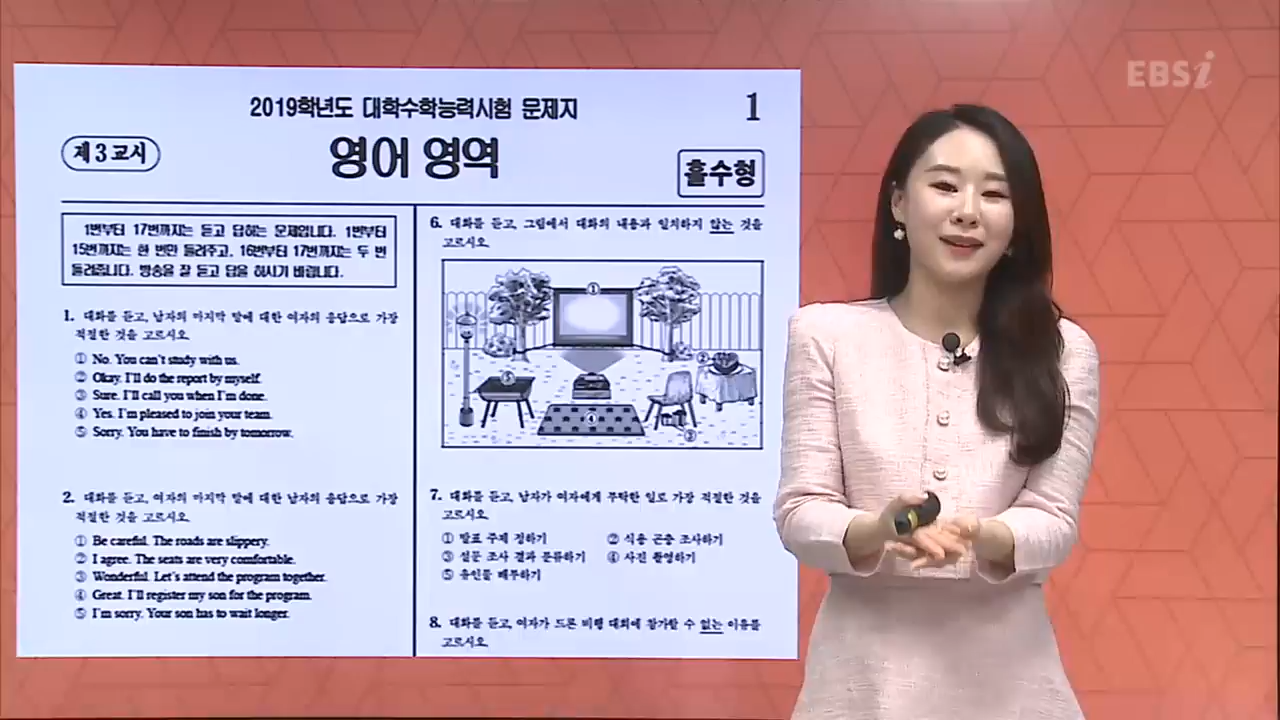 EBSi
2019학년도 대학수학능력시험 문제지
1
제 3 교시
영어 영역
홀수형
1번부터 17번까지는 듣고 답하는 문제입니다. 1번부터
15번까지는 한 번만 들려주고, 16번부터 17번까지는 두 번
들려줍니다. 방송을 잘 듣고 답을 하시기 바랍니다.
1. 대화를 듣고, 남자의 마지막 말에 대한 여자의 응답으로 가장
적절한 것을 고르시오.
① No. You can't study with us.
② Okay. I'll do the report by myself.
③ Sure. I'll call you when I'm done.
④ Yes. I'm pleased to join your team.
⑤ Sorry. You have to finish by tomorrow.
2. 대화를 듣고, 여자의 마지막 말에 대한 남자의 응답으로 가장
적절한 것을 고르시오.
① Be careful. The roads are slippery.
② I agree. The seats are very comfortable.
③ Wonderful. Let's attend the program together.
④ Great. I'll register my son for the program.
⑤ I'm sorry. Your son has to wait longer.
6. 대화를 듣고, 그림에서 대화의 내용과 일치하지 않는 것을
고르시오.
①
②
⑤
④
③
7. 대화를 듣고, 남자가 여자에게 부탁한 일로 가장 적절한 것을
고르시오.
① 발표 주제 정하기 ② 식용 곤충 조사하기
③ 설문 조사 결과 분류하기 ④ 사진 촬영하기
⑤ 유인물 배부하기
8. 대화를 듣고, 여자가 드론 비행 대회에 참가할 수 없는 이유를
고르시오.